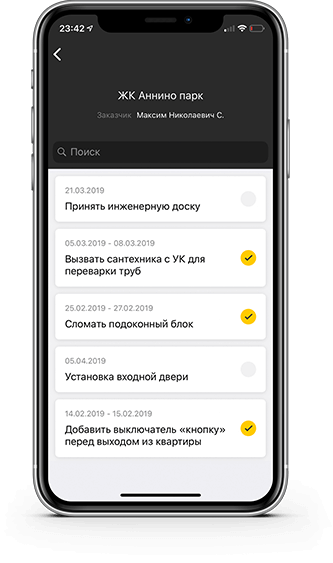 23:42
ЖК Аннино парк
Заказчик Максим Николаевич С.
Поиск
21.03.2019
Принять инженерную доску
05.03.2019 - 08.03.2019
Вызвать сантехника с УК для
переварки труб
25.02.2019 - 27.02.2019
Сломать подоконный блок
05.04.2019
Установка входной двери
14.02.2019 - 15.02.2019
Добавить выключатель «кнопку»
перед выходом из квартиры